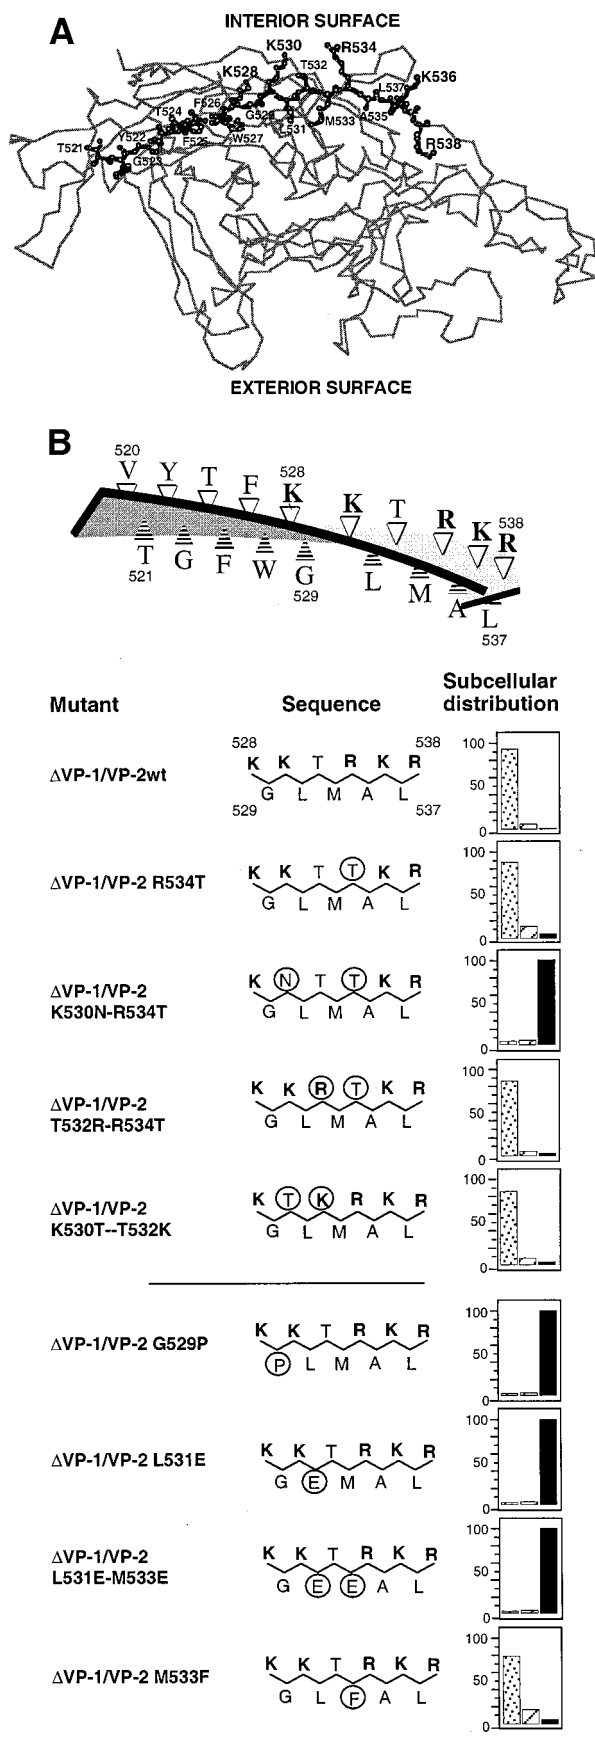 A
INTERIOR SURFACE
K530
R534
T532
K528
L537
K536
F526
T524
G529
A535
Y522
L531
M533
R538
T521
F525
W527
G523
EXTERIOR SURFACE
B
520
528
V Y T F K K T R K R
538
T G F W G L M A L
521
529
537
Mutant Sequence Subcellular distribution
528 538
ΔVP-1/VP-2wt K K T R K R
G L M A L
529 537
100
50
0
ΔVP-1/VP-2 R534T K K T T K R
G L M A L
100
50
0
ΔVP-1/VP-2 K N T T K R
K530N-R534T G L M A L
100
50
0
ΔVP-1/VP-2 K K R T K R
T532R-R534T G L M A L
100
50
0
ΔVP-1/VP-2 K T K R K R
K530T--T532K G L M A L
100
50
0
ΔVP-1/VP-2 G529P K K T R K R
P L M A L
100
50
0
ΔVP-1/VP-2 L531E K K T R K R
G E M A L
100
50
0
ΔVP-1/VP-2 K K T R K R
L531E-M533E G E E A L
100
50
0
ΔVP-1/VP-2 M533F K K T R K R
G L F A L
100
50
0